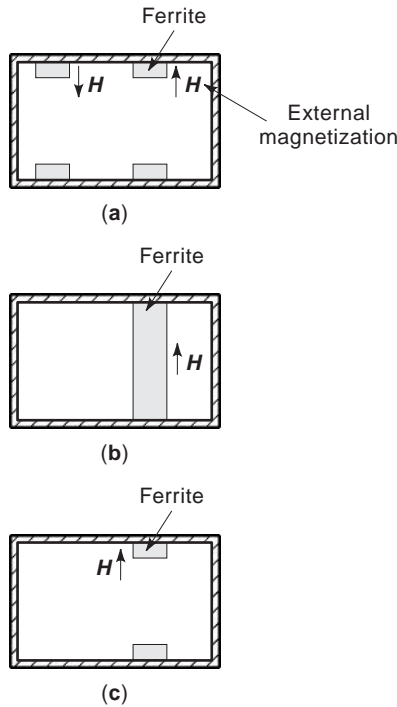 Ferrite
H
H
External
magnetization
(a)
Ferrite
H
(b)
Ferrite
H
(c)